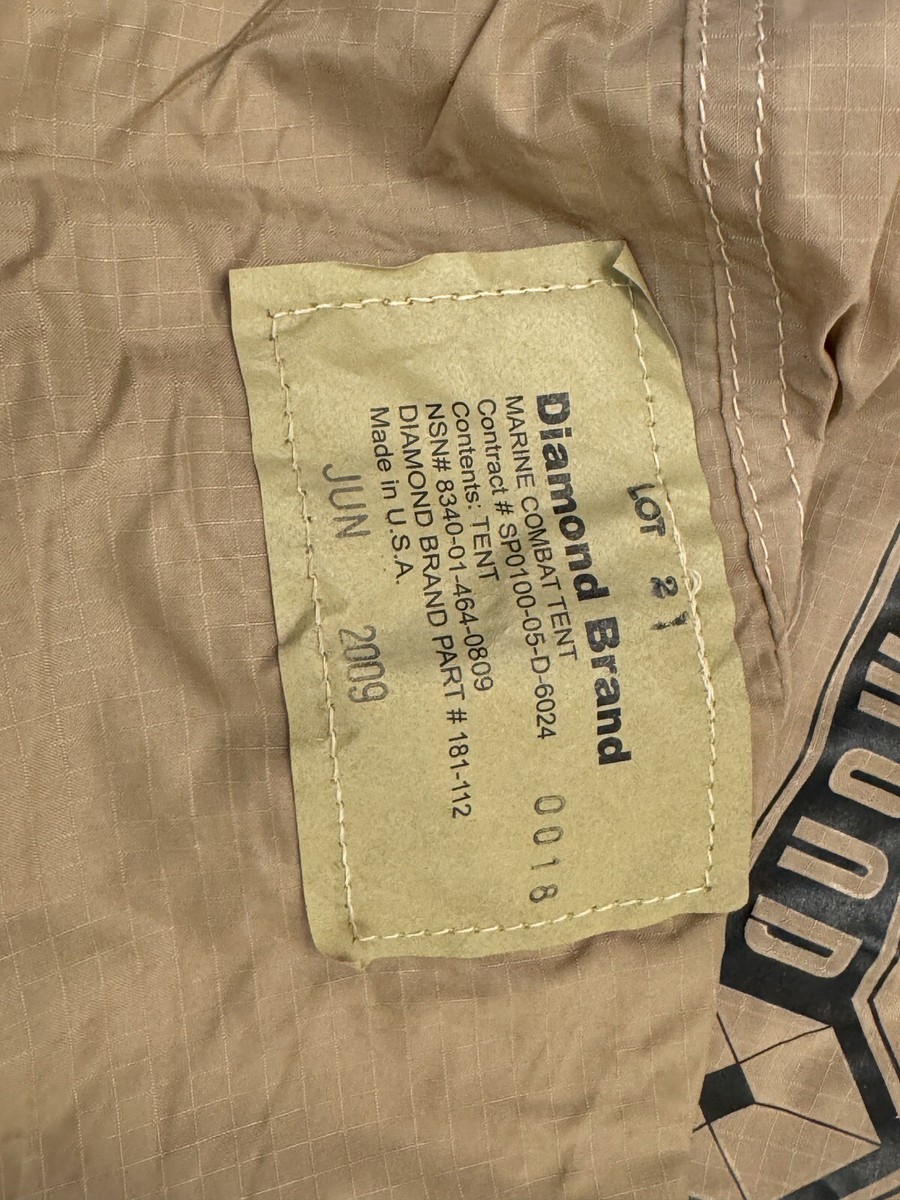 LOT 21
Diamond Brand
MARINE COMBAT TENT
Contract # SP0100-05-D-6024 0018
Contents: TENT
NSN# 8340-01-464-0809
DIAMOND BRAND PART # 181-112
Made in U.S.A.
JUN 2009